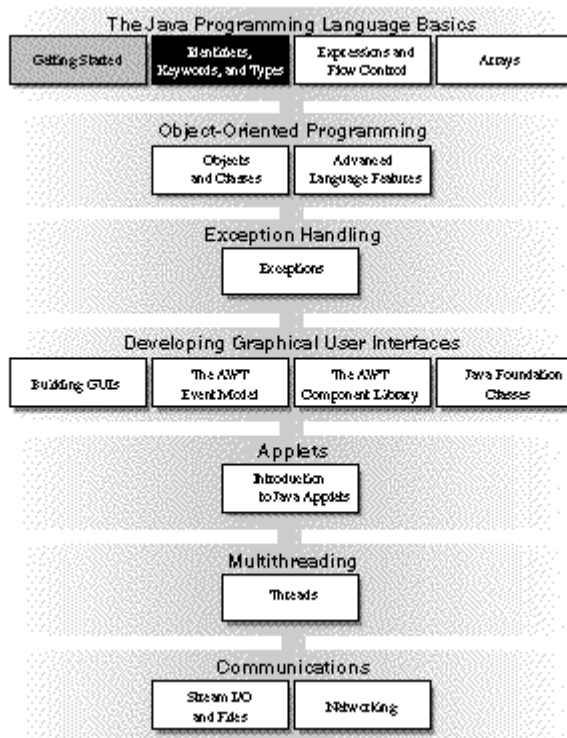 The Java Programming Language Basics
Getting Started
Identifiers,
Keywords, and Types
Expressions and
Flow Control
Arrays
Object-Oriented Programming
Objects
and Classes
Advanced
Language Features
Exception Handling
Exceptions
Developing Graphical User Interfaces
Building GUIs
The AWT
Event Model
The AWT
Component Library
Java Foundation
Classes
Applets
Introduction
to Java Applets
Multithreading
Threads
Communications
Stream I/O
and Files
Networking